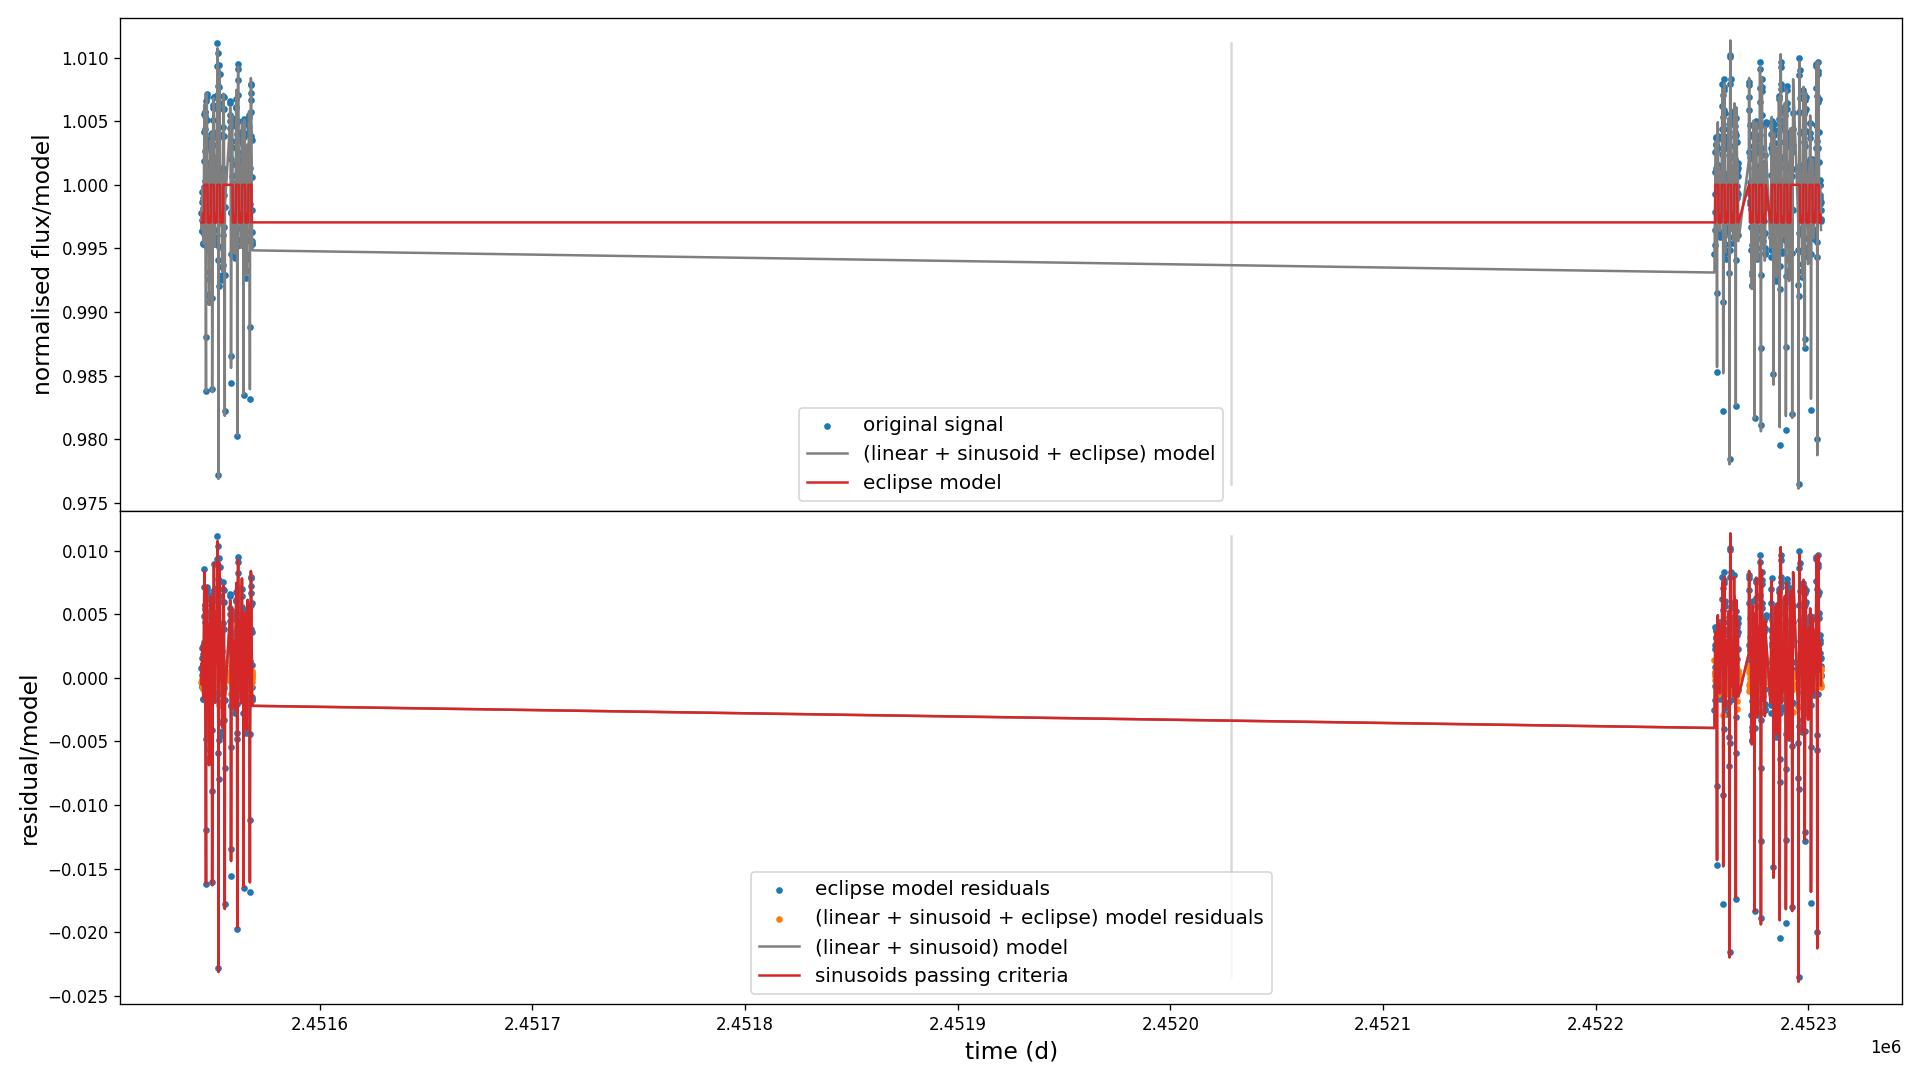 1.010
1.005
1.000
0.995
0.990
0.985
0.980
0.975
normalised flux/model
original signal
(linear + sinusoid + eclipse) model
eclipse model
0.010
0.005
0.000
−0.005
−0.010
−0.015
−0.020
−0.025
residual/model
eclipse model residuals
(linear + sinusoid + eclipse) model residuals
(linear + sinusoid) model
sinusoids passing criteria
2.4516 2.4517 2.4518 2.4519 2.4520 2.4521 2.4522 2.4523
1e6
time (d)